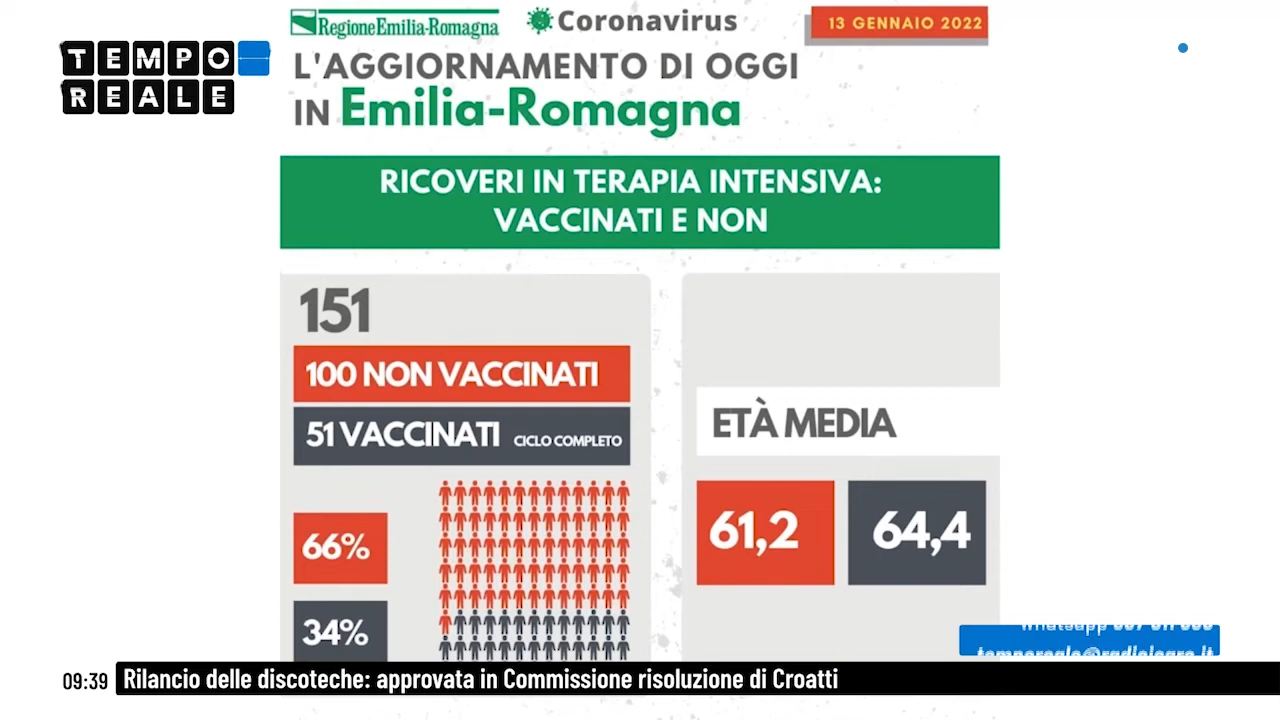 TEMPO
REALE
RegioneEmilia-Romagna
Coronavirus
13 GENNAIO 2022
L'AGGIORNAMENTO DI OGGI
IN Emilia-Romagna
RICOVERI IN TERAPIA INTENSIVA:
VACCINATI E NON
151
100 NON VACCINATI
51 VACCINATI CICLO COMPLETO
66%
34%
ETÀ MEDIA
61,2
64,4
09:39
Rilancio delle discoteche: approvata in Commissione risoluzione di Croatti